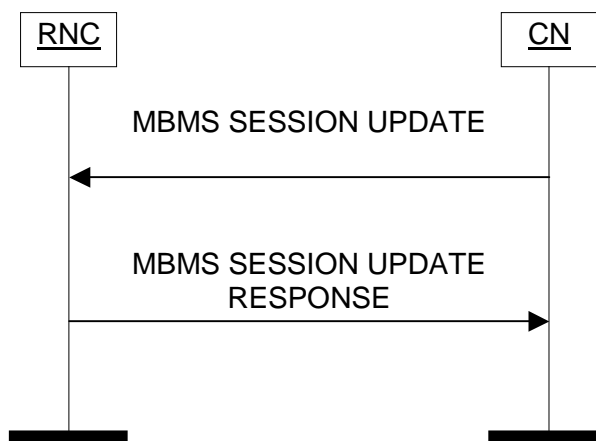 RNC
CN
MBMS SESSION UPDATE
MBMS SESSION UPDATE
RESPONSE